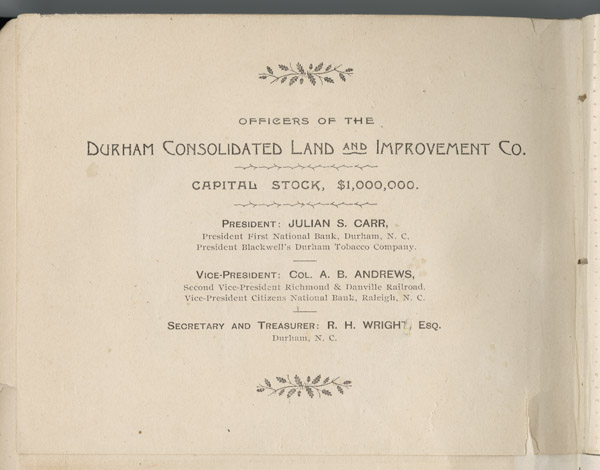 OFFICERS OF THE
DURHAM CONSOLIDATED LAND AND IMPROVEMENT CO.
CAPITAL STOCK, $1,000,000.
PRESIDENT: JULIAN S. CARR,
President First National Bank, Durham, N. C.
President Blackwell's Durham Tobacco Company.
VICE-PRESIDENT: COL. A. B. ANDREWS,
Second Vice-President Richmond & Danville Railroad.
Vice-President Citizens National Bank, Raleigh, N. C.
SECRETARY AND TREASURER: R. H. WRIGHT, ESQ.
Durham, N. C.